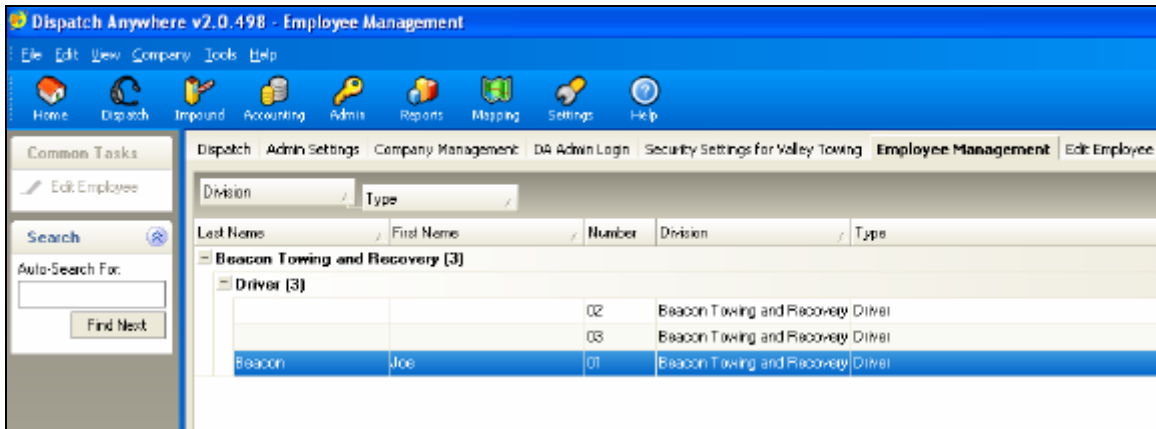 Dispatch Anywhere v2.0.498 - Employee Management
File Edit View Company Tools Help
Home Dispatch Impound Accounting Admin Reports Mapping Settings Help
Common Tasks
Dispatch Admin Settings Company Management DA Admin Login Security Settings for Valley Towing Employee Management Edit Employee
Edit Employee
Division Type
Search
Last Name First Name Number Division Type
Auto-Search For:
Beacon Towing and Recovery (3)
Driver (3)
Find Next
02 Beacon Towing and Recovery Driver
03 Beacon Towing and Recovery Driver
Beacon Joe 01 Beacon Towing and Recovery Driver